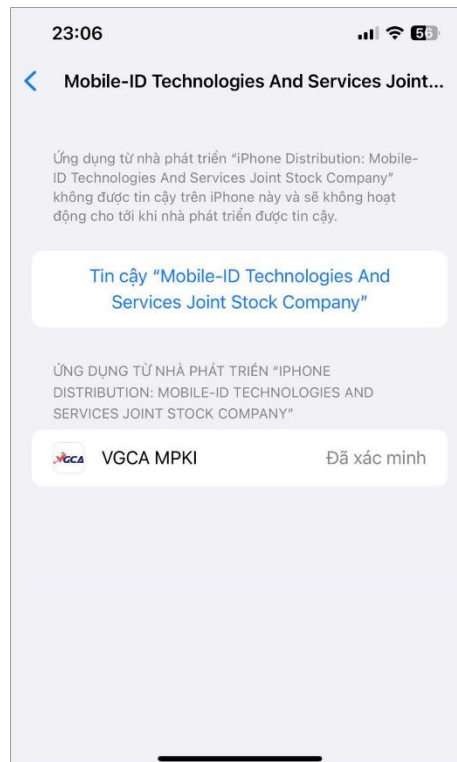 23:06
56
Mobile-ID Technologies And Services Joint...
Ứng dụng từ nhà phát triển “iPhone Distribution: Mobile-
ID Technologies And Services Joint Stock Company”
không được tin cậy trên iPhone này và sẽ không hoạt
động cho tới khi nhà phát triển được tin cậy.
Tin cậy “Mobile-ID Technologies And
Services Joint Stock Company”
ỨNG DỤNG TỪ NHÀ PHÁT TRIỂN “IPHONE
DISTRIBUTION: MOBILE-ID TECHNOLOGIES AND
SERVICES JOINT STOCK COMPANY”
VGCA VGCA MPKI Đã xác minh